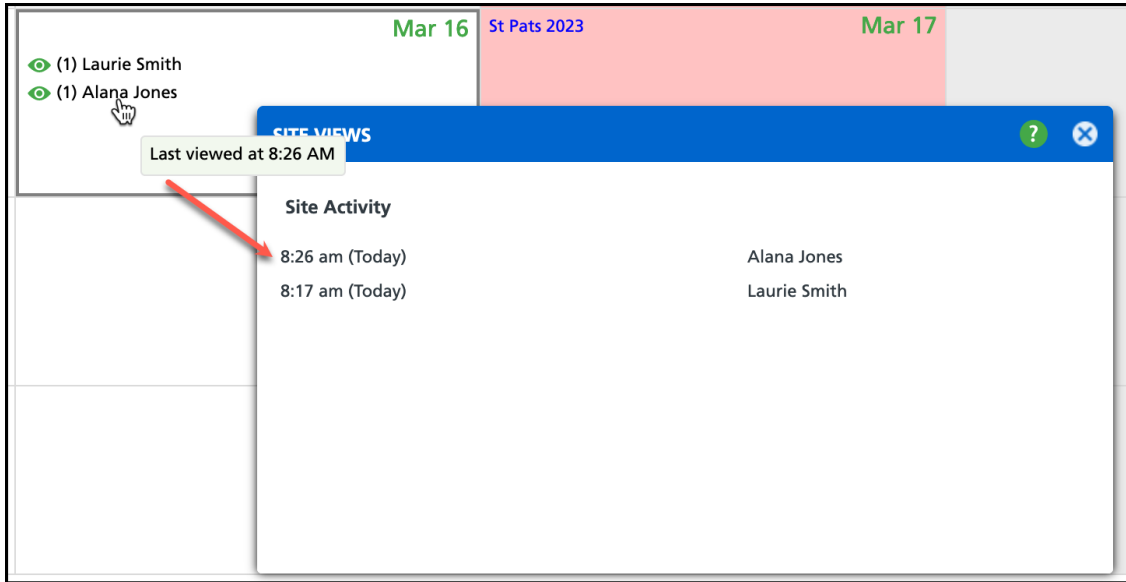 Mar 16
St Pats 2023
Mar 17
(1) Laurie Smith
(1) Alana Jones
SITE VIEWS
?
Last viewed at 8:26 AM
Site Activity
8:26 am (Today) Alana Jones
8:17 am (Today) Laurie Smith